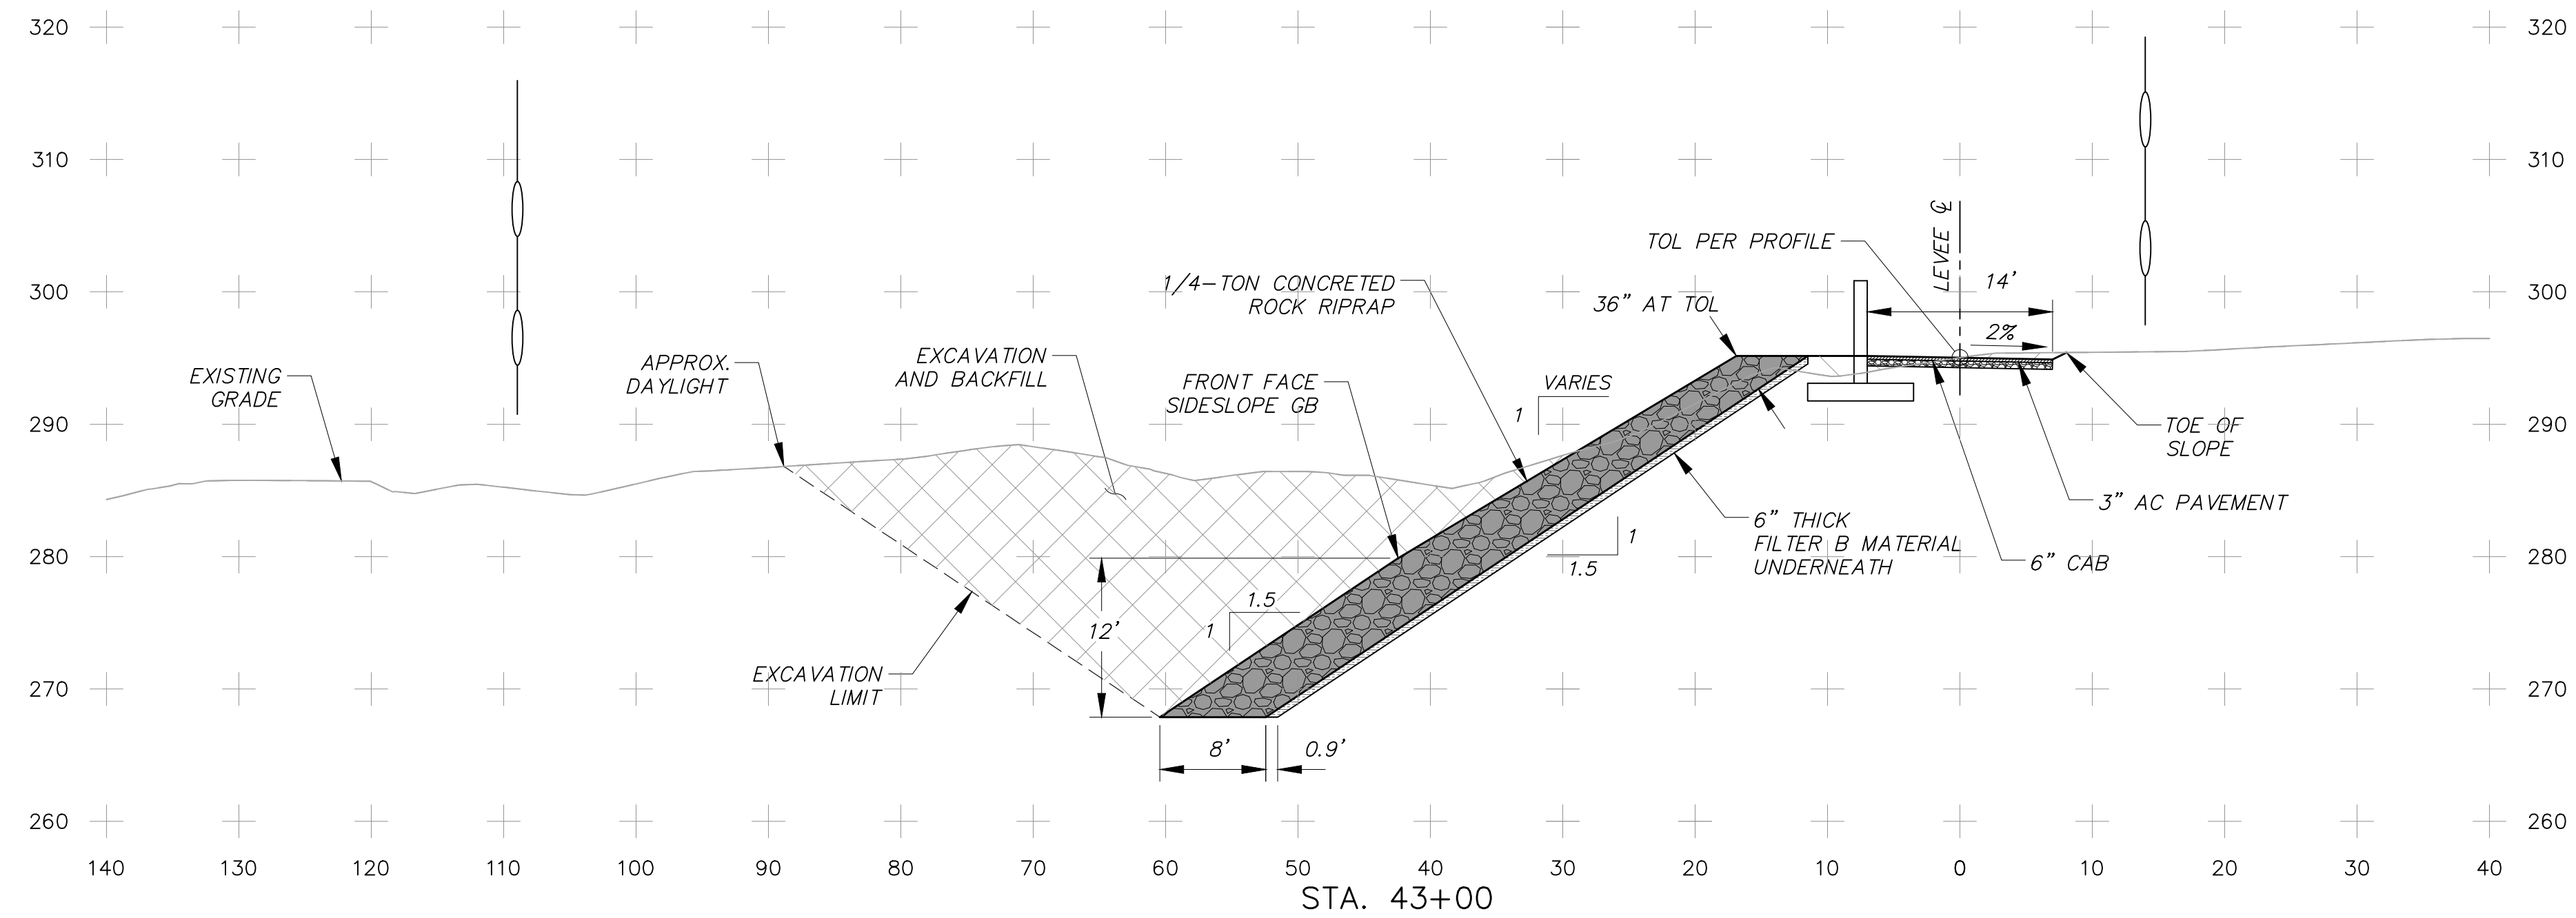 320
320
310
310
TOL PER PROFILE
LEVEE ℄
1/4-TON CONCRETED
ROCK RIPRAP
14'
300
300
36" AT TOL
2%
APPROX.
DAYLIGHT
EXCAVATION
AND BACKFILL
EXISTING
GRADE
FRONT FACE
SIDESLOPE GB
VARIES
1
290
290
TOE OF
SLOPE
3" AC PAVEMENT
6" THICK
FILTER B MATERIAL
UNDERNEATH
1
1.5
6" CAB
280
280
1.5
1
12'
EXCAVATION
LIMIT
270
270
8'
0.9'
260
260
140 130 120 110 100 90 80 70 60 50 40 30 20 10 0 10 20 30 40
STA. 43+00